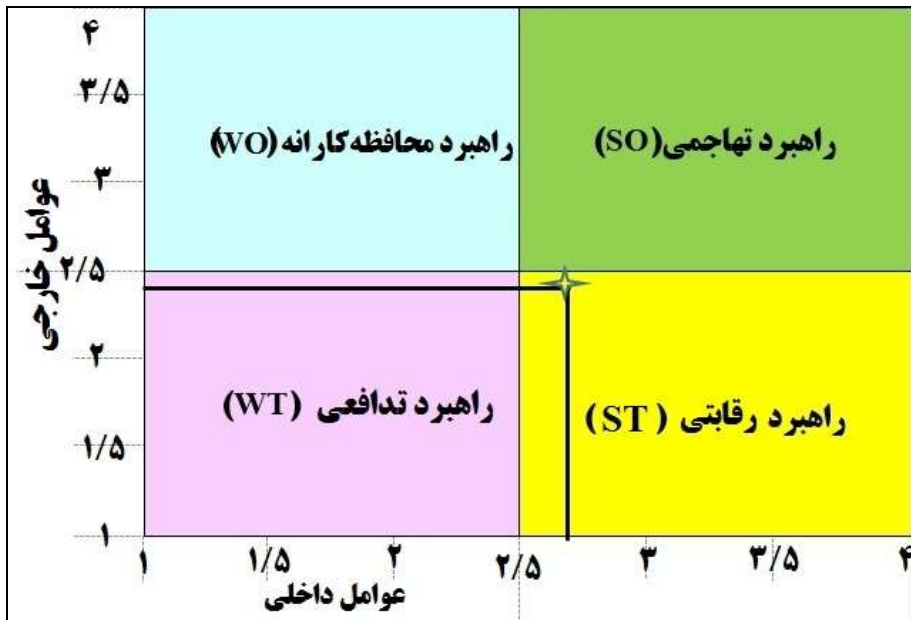 ۴
۳/۵
راهبرد تهاجمی(SO)
راهبرد محافظه‌کارانه(WO)
۳
عوامل خارجی
۲/۵
۲
راهبرد رقابتی (ST)
راهبرد تدافعی (WT)
۱/۵
۱
۱ ۱/۵ ۲ ۲/۵ ۳ ۳/۵ ۴
عوامل داخلی